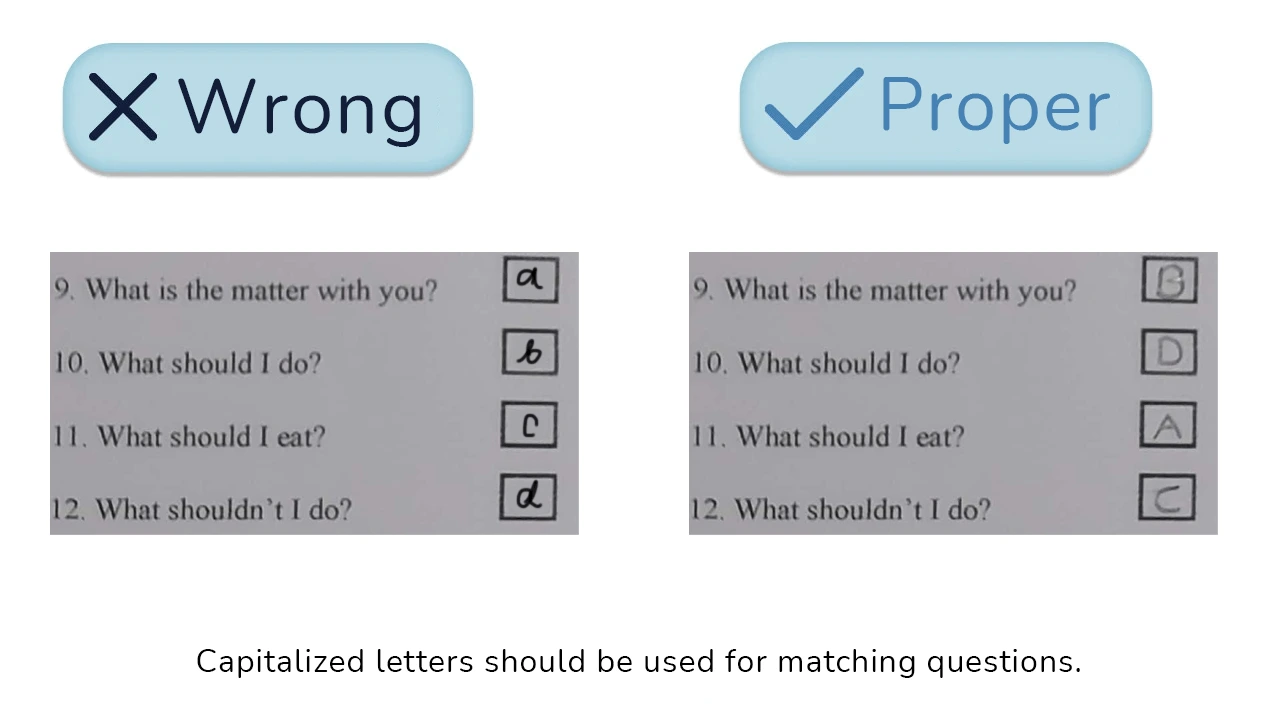 Wrong
Proper
9. What is the matter with you? a
10. What should I do? b
11. What should I eat? c
12. What shouldn't I do? d
9. What is the matter with you? B
10. What should I do? D
11. What should I eat? A
12. What shouldn't I do? C
Capitalized letters should be used for matching questions.